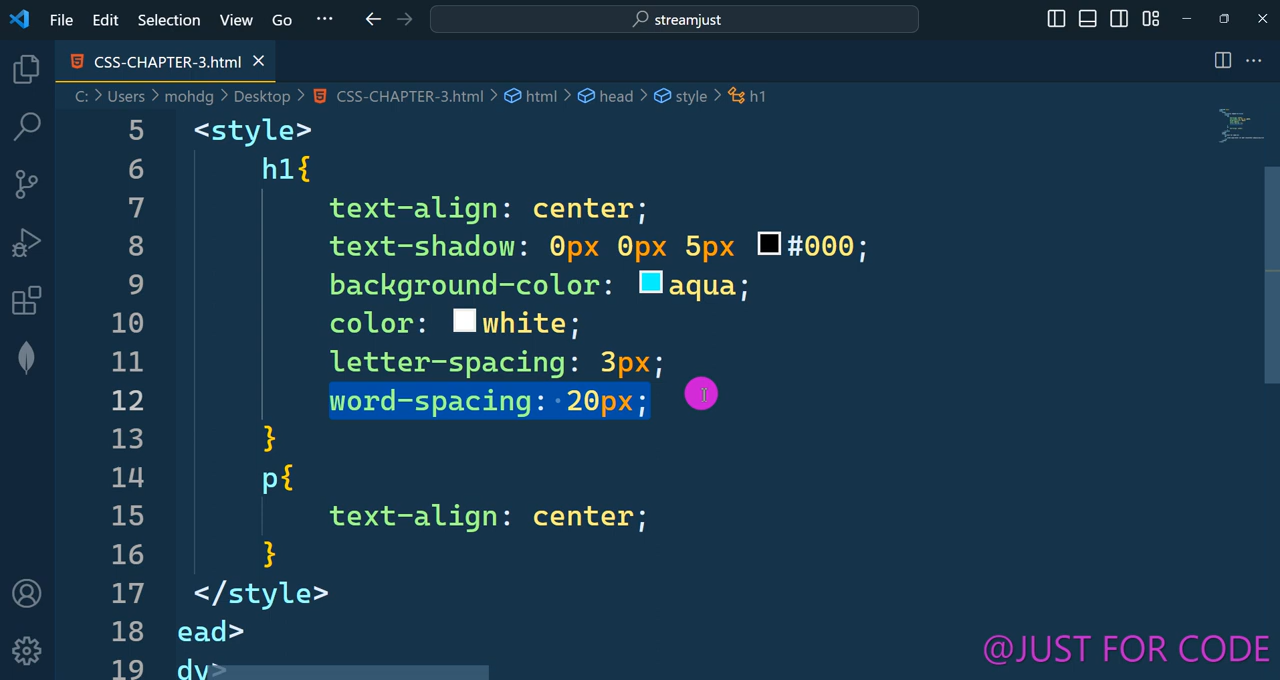 File Edit Selection View Go ··· streamjust
CSS-CHAPTER-3.html
C: > Users > mohdg > Desktop > CSS-CHAPTER-3.html > html > head > style > h1
5 <style>
6 h1{
7 text-align: center;
8 text-shadow: 0px 0px 5px #000;
9 background-color: aqua;
10 color: white;
11 letter-spacing: 3px;
12 word-spacing: 20px;
13 }
14 p{
15 text-align: center;
16 }
17 </style>
18 ead>
19 dy>
@JUST FOR CODE